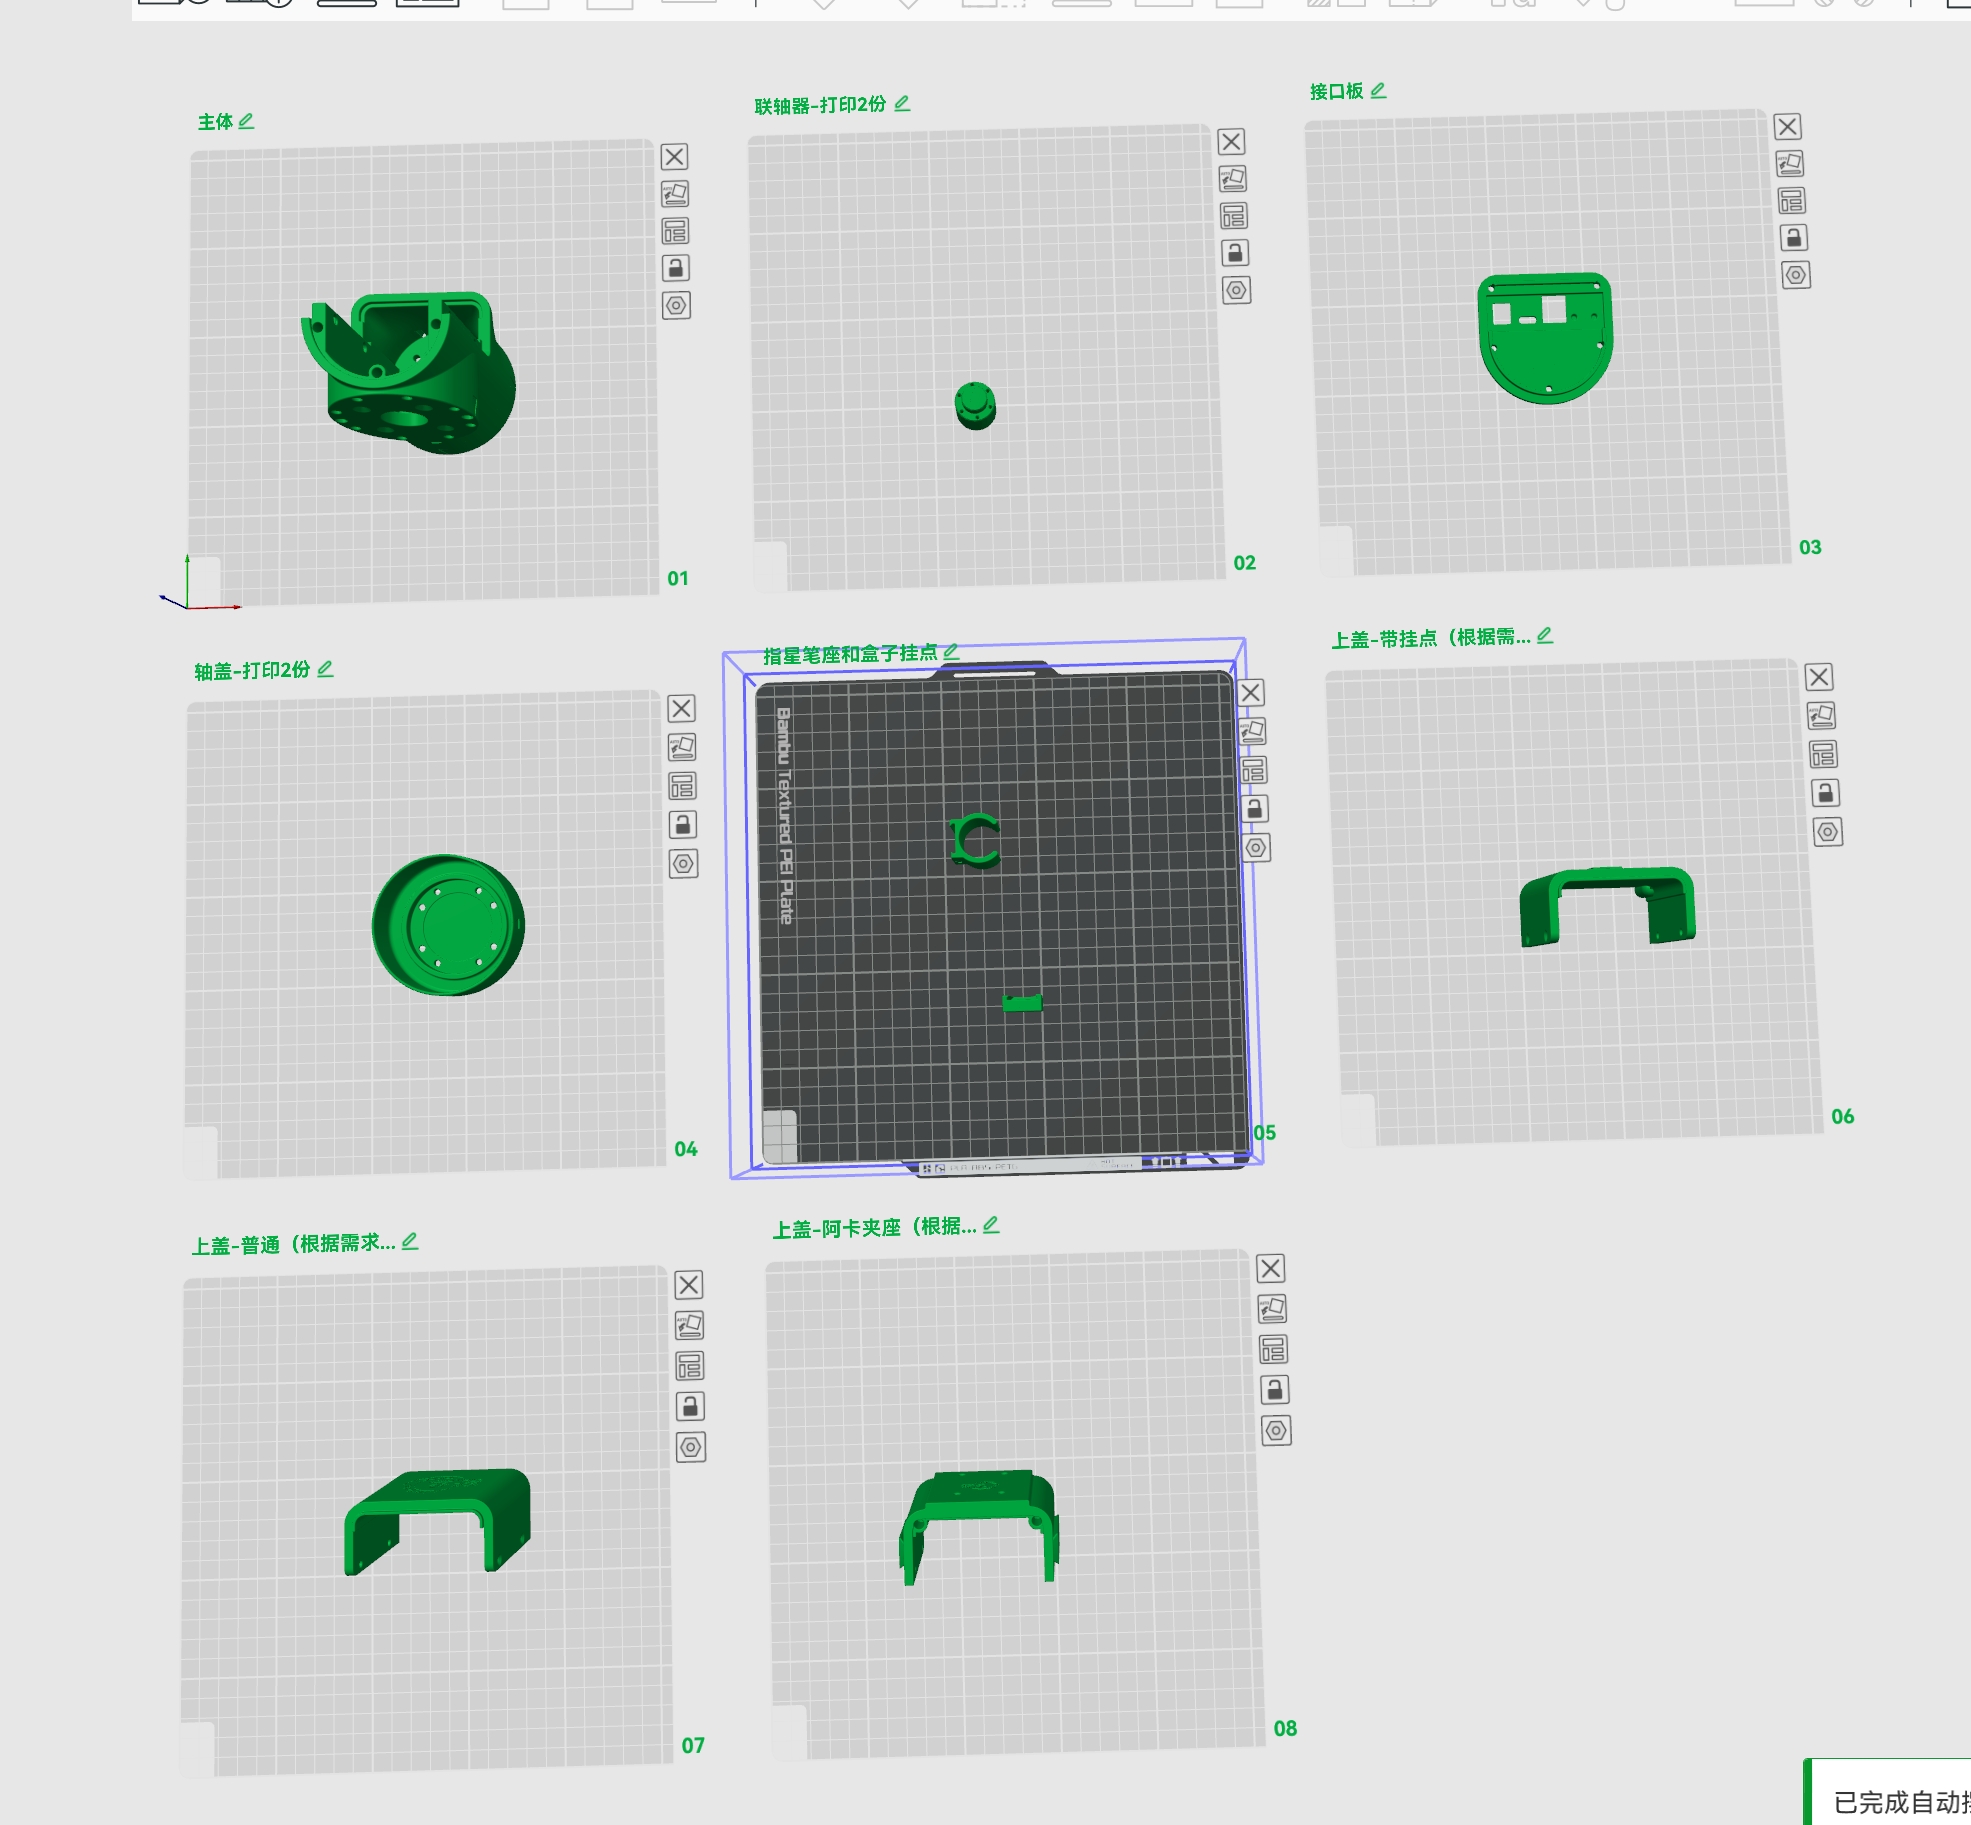 主体
联轴器-打印2份
接口板
01
02
03
轴盖-打印2份
指星笔座和盒子挂点
上盖-带挂点（根据需...
Bambu Textured PEI Plate
04
05
06
上盖-普通（根据需求...
上盖-阿卡夹座（根据...
07
08
已完成自动